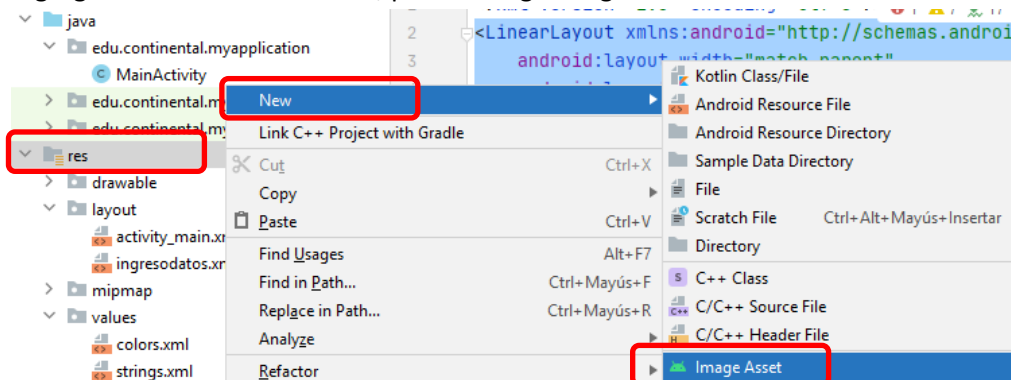 java
edu.continental.myapplication
MainActivity
edu.continental.m
edu.continental.my
res
drawable
layout
activity_main.x
ingresodatos.xr
mipmap
values
colors.xml
strings.xml
2
<LinearLayout xmlns:android="http://schemas.androi
3
android:layout_width="match_parent"
New
Link C++ Project with Gradle
Cut Ctrl+X
Copy
Paste Ctrl+V
Find Usages Alt+F7
Find in Path... Ctrl+Mayús+F
Replace in Path... Ctrl+Mayús+R
Analyze
Refactor
Kotlin Class/File
Android Resource File
Android Resource Directory
Sample Data Directory
File
Scratch File Ctrl+Alt+Mayús+Insertar
Directory
C++ Class
C/C++ Source File
C/C++ Header File
Image Asset